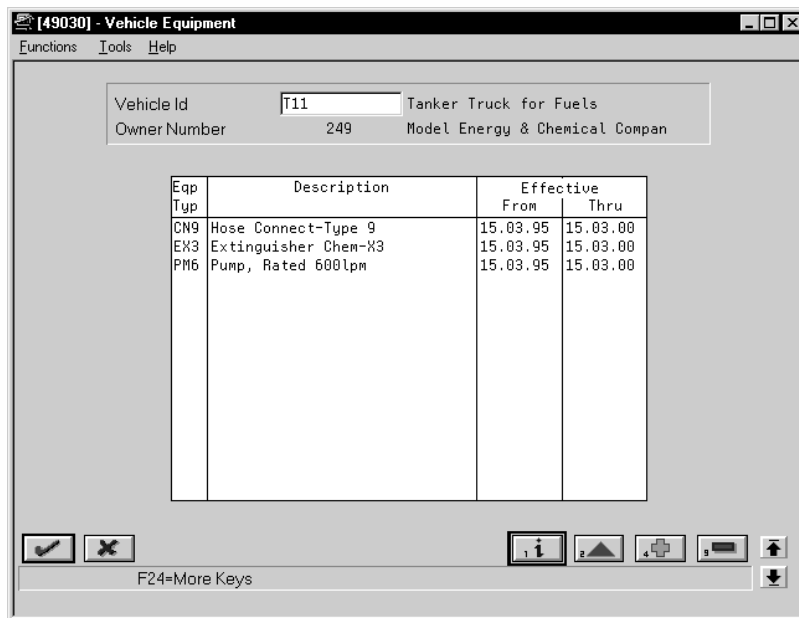 [49030] - Vehicle Equipment
Functions Tools Help
Vehicle Id T11 Tanker Truck for Fuels
Owner Number 249 Model Energy & Chemical Compan
Eqp Description Effective
Typ From Thru
CN9 Hose Connect-Type 9 15.03.95 15.03.00
EX3 Extinguisher Chem-X3 15.03.95 15.03.00
PM6 Pump, Rated 600lpm 15.03.95 15.03.00
1 i 2 4 9
F24=More Keys